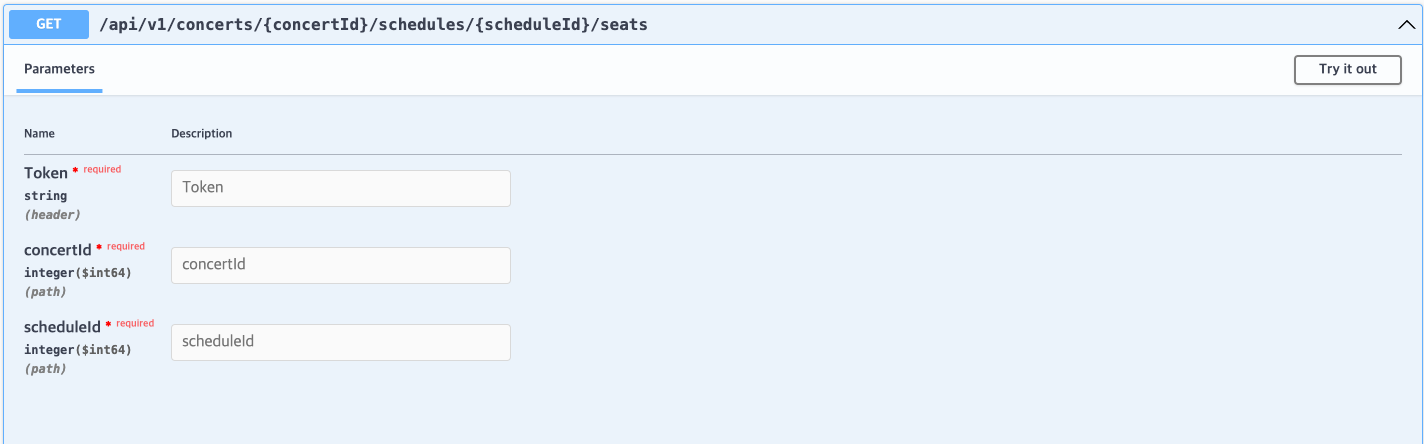 GET /api/v1/concerts/{concertId}/schedules/{scheduleId}/seats
Parameters Try it out
Name Description
Token * required Token
string
(header)
concertId * required concertId
integer($int64)
(path)
scheduleId * required scheduleId
integer($int64)
(path)